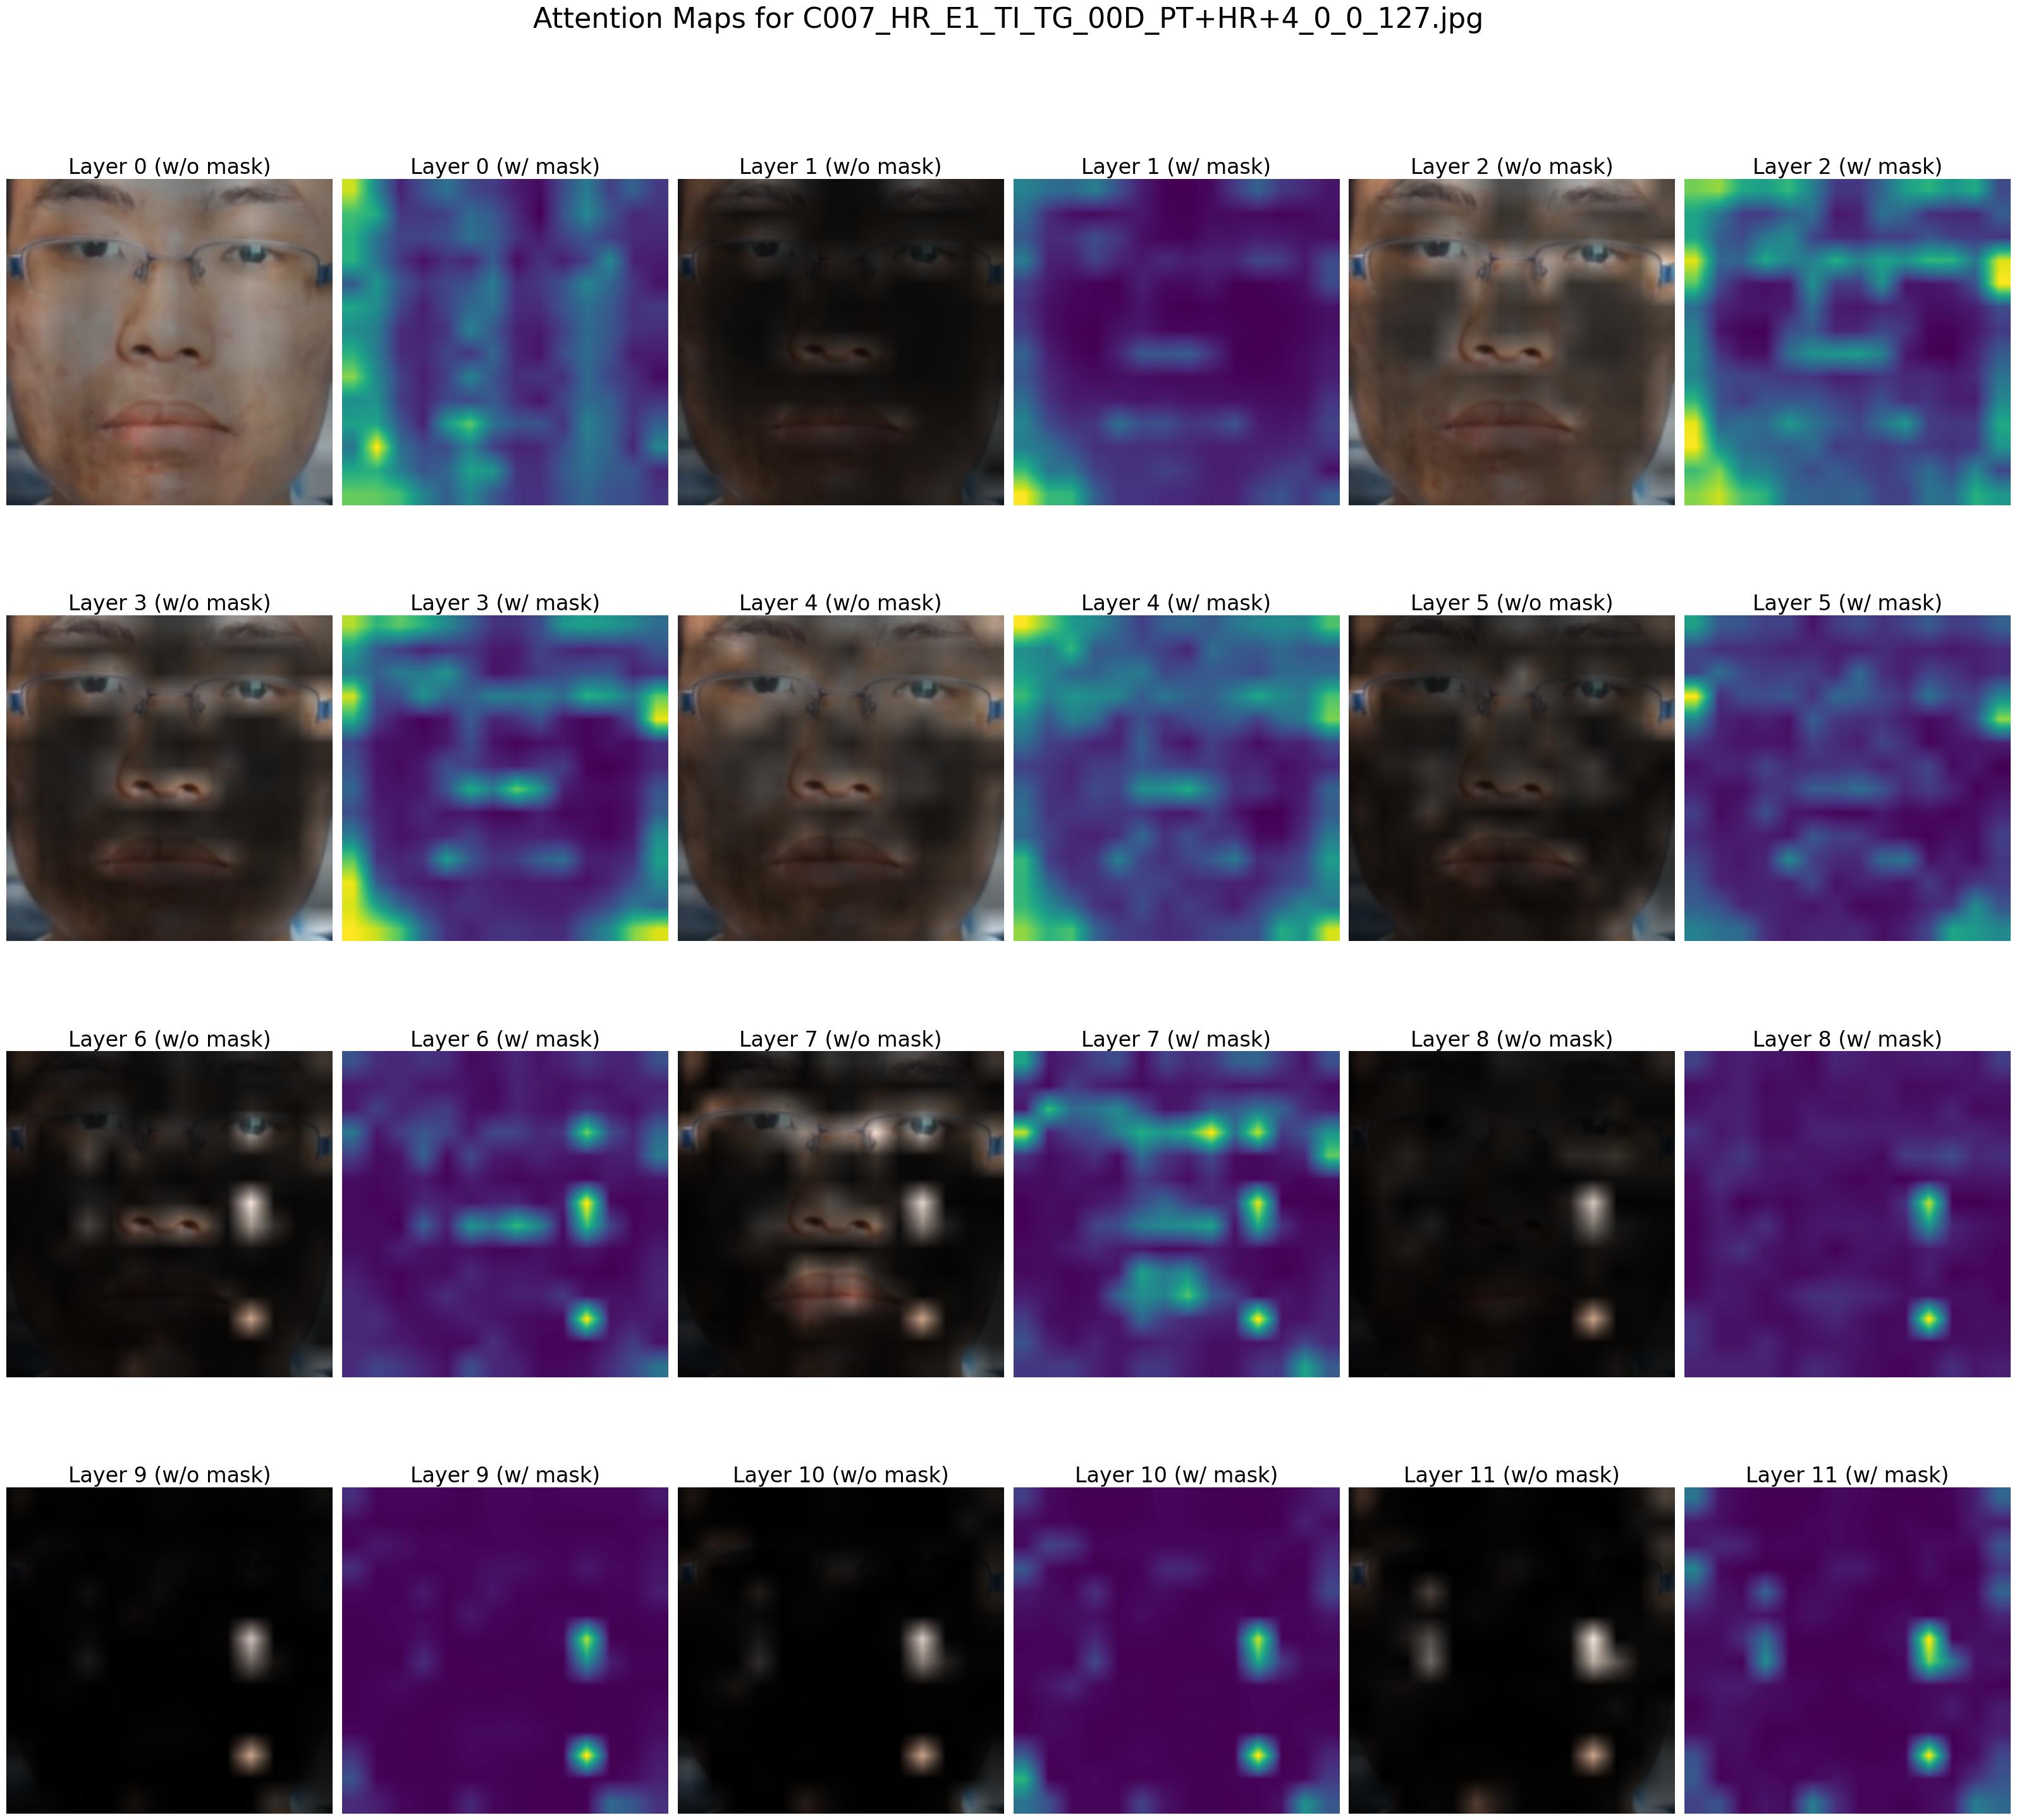 Attention Maps for C007_HR_E1_TI_TG_00D_PT+HR+4_0_0_127.jpg
Layer 0 (w/o mask)
Layer 0 (w/ mask)
Layer 1 (w/o mask)
Layer 1 (w/ mask)
Layer 2 (w/o mask)
Layer 2 (w/ mask)
Layer 3 (w/o mask)
Layer 3 (w/ mask)
Layer 4 (w/o mask)
Layer 4 (w/ mask)
Layer 5 (w/o mask)
Layer 5 (w/ mask)
Layer 6 (w/o mask)
Layer 6 (w/ mask)
Layer 7 (w/o mask)
Layer 7 (w/ mask)
Layer 8 (w/o mask)
Layer 8 (w/ mask)
Layer 9 (w/o mask)
Layer 9 (w/ mask)
Layer 10 (w/o mask)
Layer 10 (w/ mask)
Layer 11 (w/o mask)
Layer 11 (w/ mask)